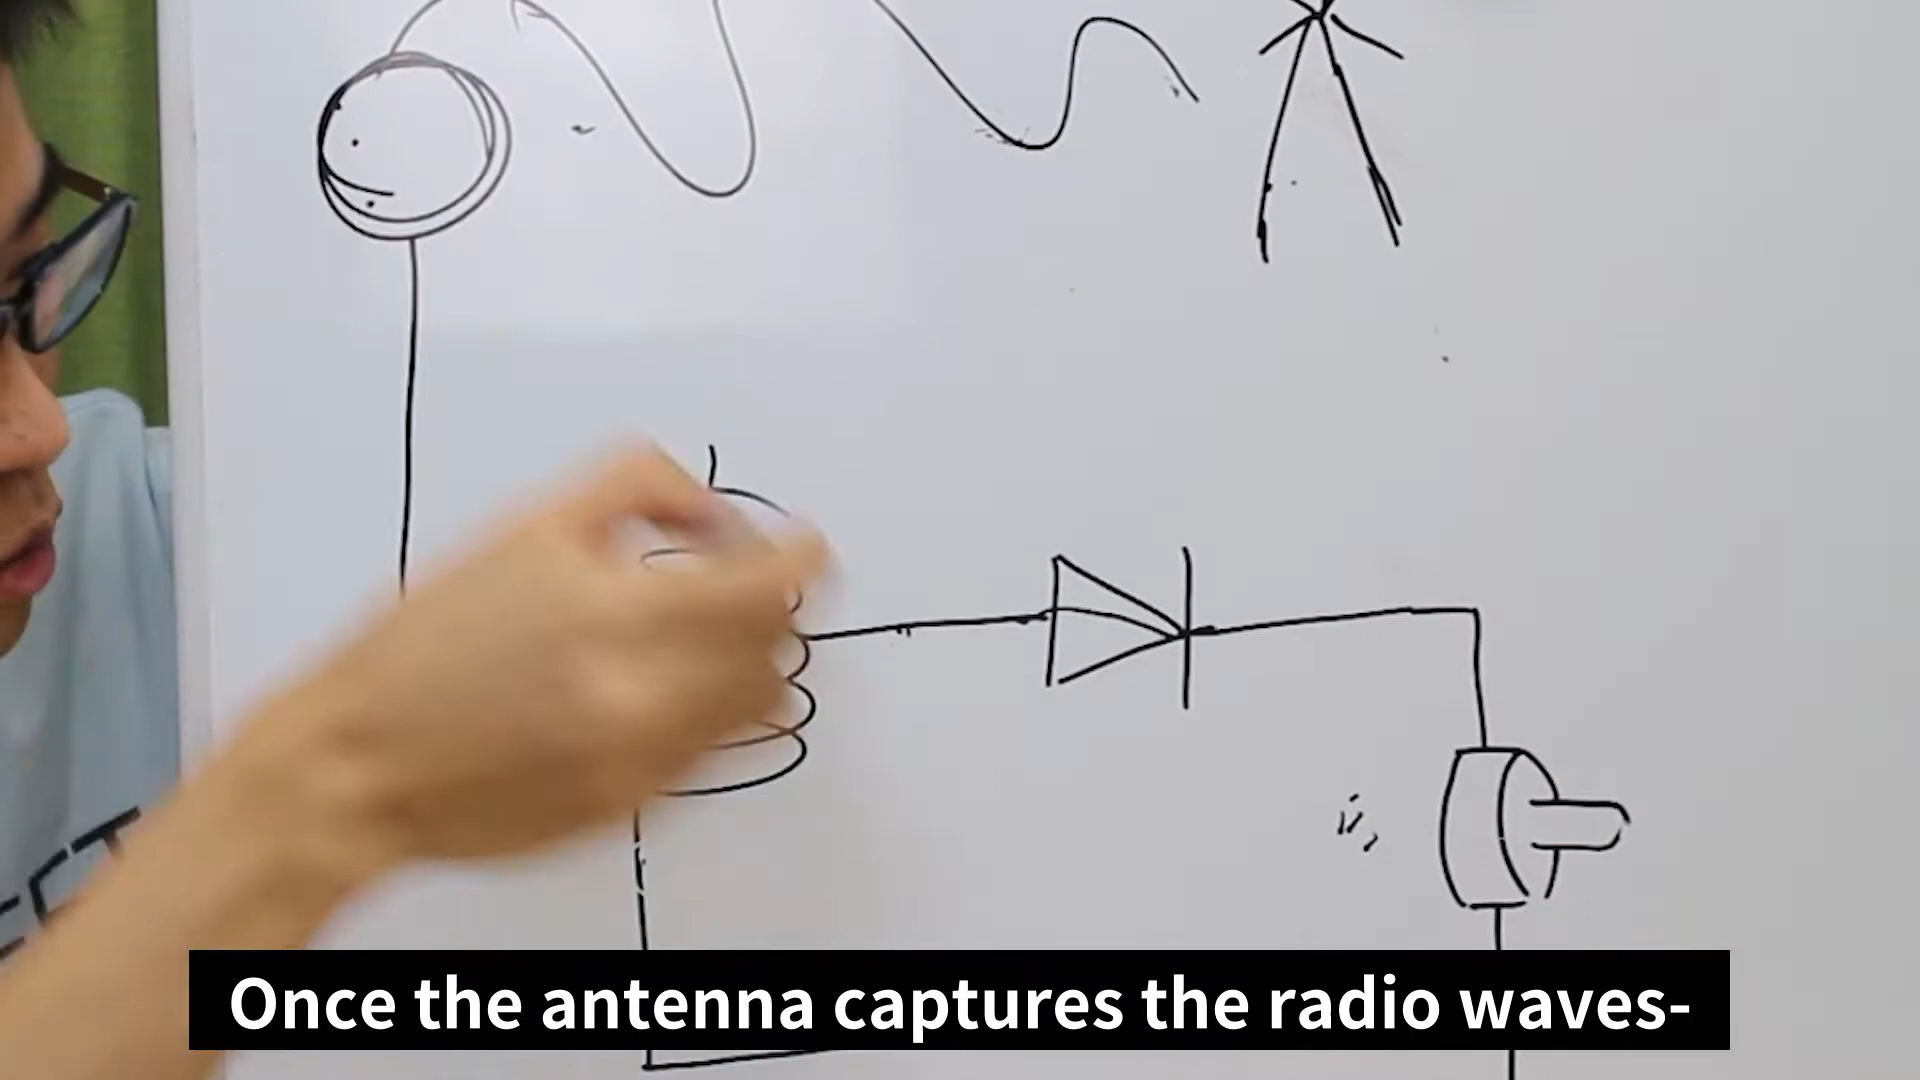 Once the antenna captures the radio waves-